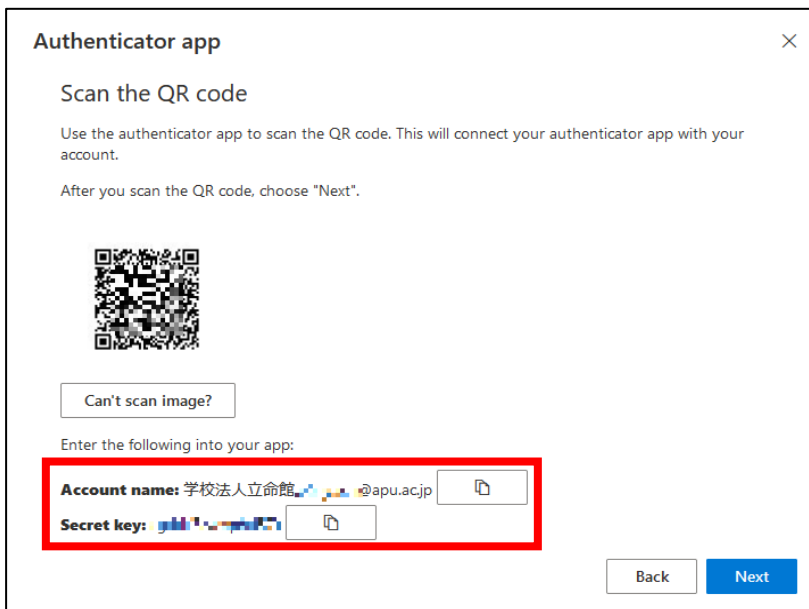 Authenticator app
Scan the QR code
Use the authenticator app to scan the QR code. This will connect your authenticator app with your
account.
After you scan the QR code, choose "Next".
Can't scan image?
Enter the following into your app:
Account name: 学校法人立命館 @apu.ac.jp
Secret key:
Back Next